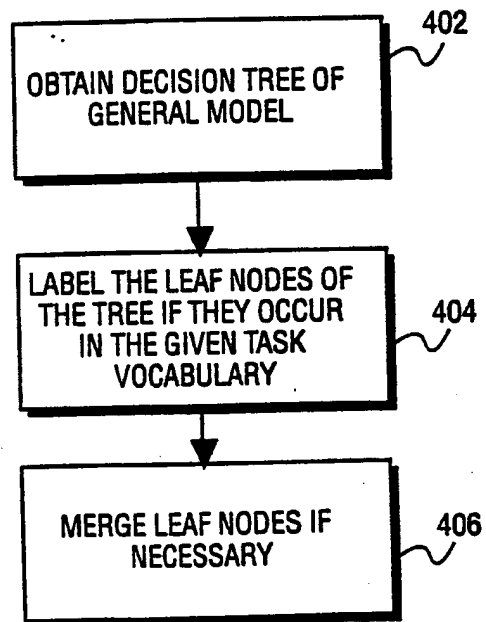 402
OBTAIN DECISION TREE OF
GENERAL MODEL
LABEL THE LEAF NODES OF
THE TREE IF THEY OCCUR
IN THE GIVEN TASK
VOCABULARY
404
MERGE LEAF NODES IF
NECESSARY
406